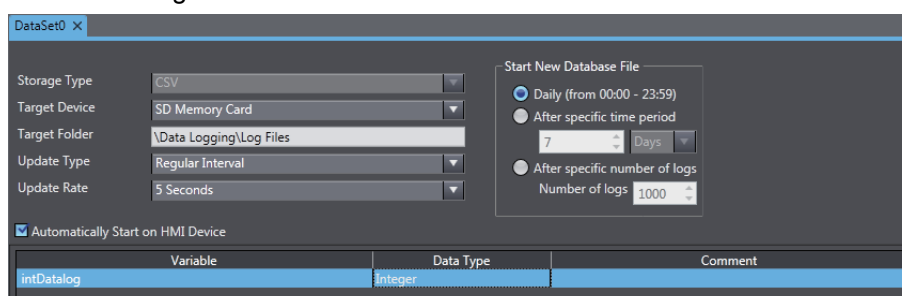 DataSet0 ×
Storage Type CSV
Target Device SD Memory Card
Target Folder \Data Logging\Log Files
Update Type Regular Interval
Update Rate 5 Seconds
Start New Database File
Daily (from 00:00 - 23:59)
After specific time period
7 Days
After specific number of logs
Number of logs 1000
Automatically Start on HMI Device
Variable Data Type Comment
intDatalog Integer